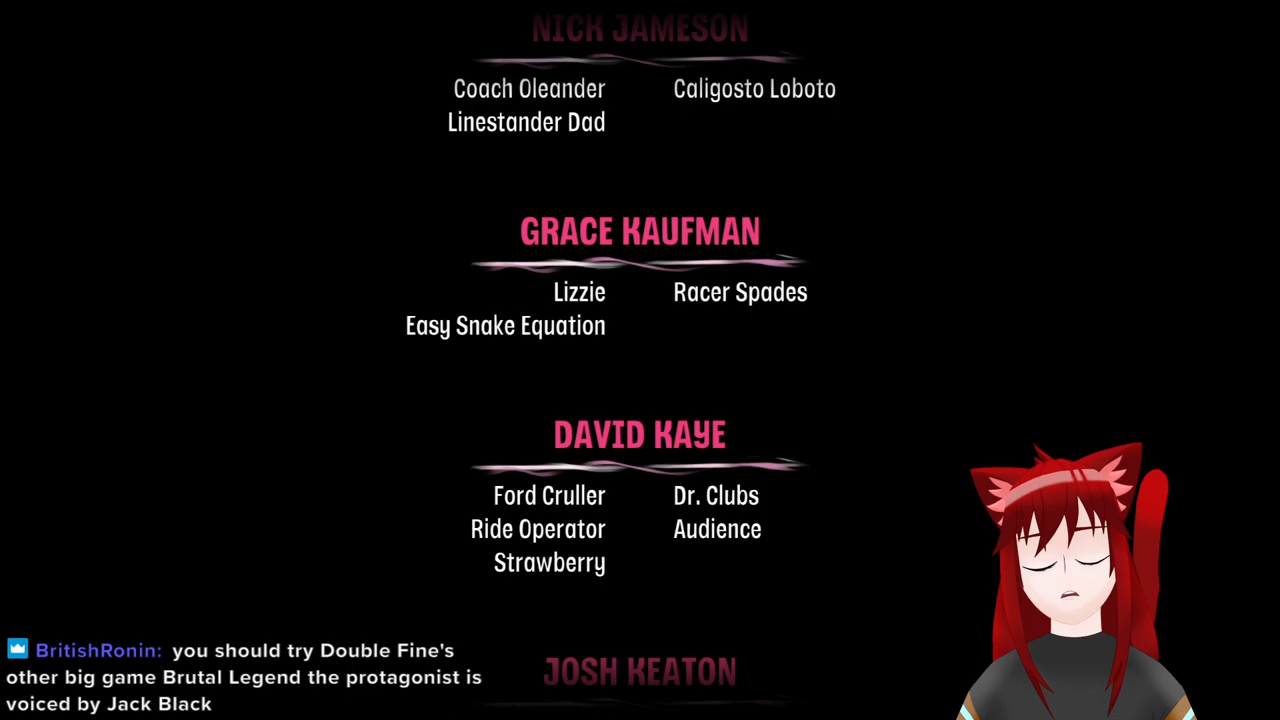 NICK JAMESON
Coach Oleander Caligosto Loboto
Linestander Dad
GRACE KAUFMAN
Lizzie Racer Spades
Easy Snake Equation
DAVID KAYE
Ford Cruller Dr. Clubs
Ride Operator Audience
Strawberry
JOSH KEATON
BritishRonin: you should try Double Fine's
other big game Brutal Legend the protagonist is
voiced by Jack Black